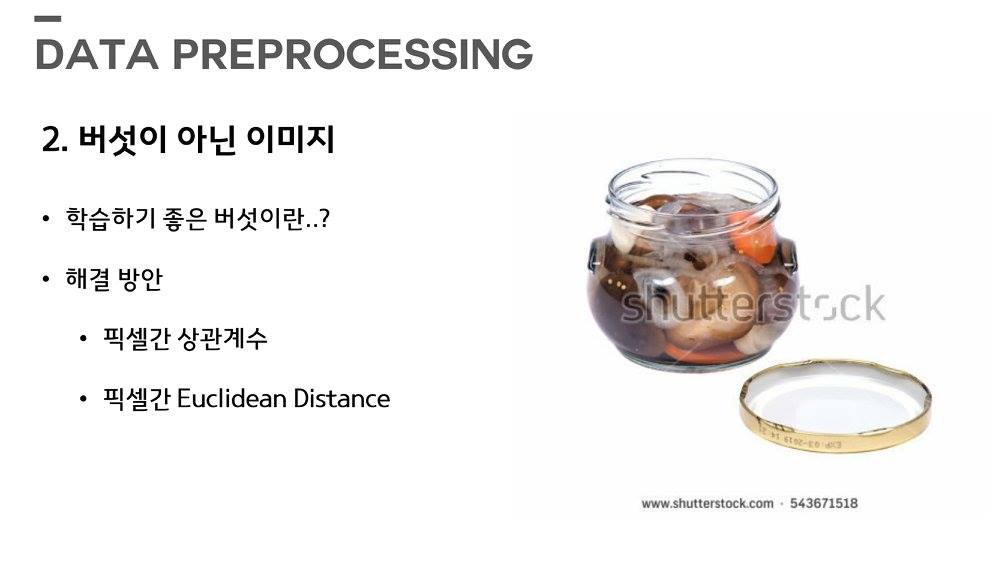 DATA PREPROCESSING
2. 버섯이 아닌 이미지
• 학습하기 좋은 버섯이란..?
• 해결 방안
• 픽셀간 상관계수
• 픽셀간 Euclidean Distance
shutterstock
EXP: 03-2019 14
www.shutterstock.com · 543671518